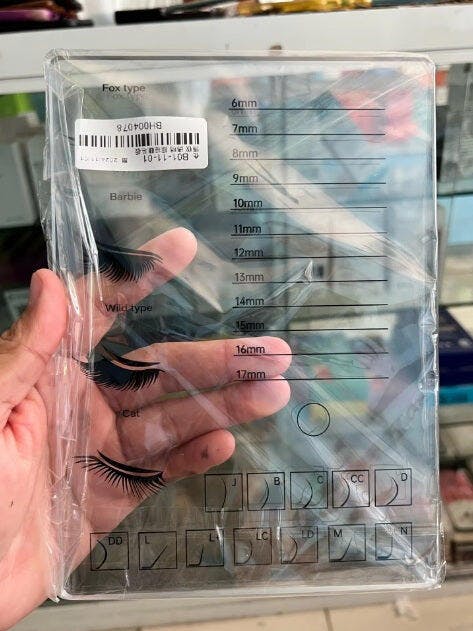 Fox type
6mm
7mm
8mm
9mm
10mm
11mm
12mm
13mm
14mm
15mm
16mm
17mm
BH004078
B01-11-01
Barbie
Wild type
Cat
J
B
C
CC
D
DD
L
L+
LC
LD
M
N